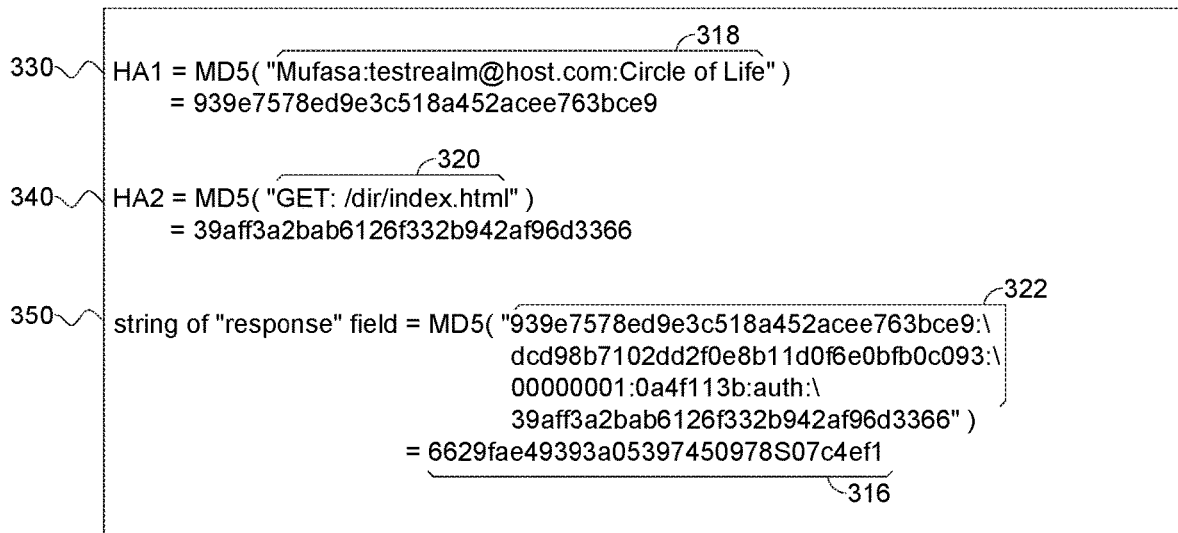 318
330 HA1 = MD5( "Mufasa:testrealm@host.com:Circle of Life" )
= 939e7578ed9e3c518a452acee763bce9
320
340 HA2 = MD5( "GET: /dir/index.html" )
= 39aff3a2bab6126f332b942af96d3366
322
350 string of "response" field = MD5( "939e7578ed9e3c518a452acee763bce9:\
dcd98b7102dd2f0e8b11d0f6e0bfb0c093:\
00000001:0a4f113b:auth:\
39aff3a2bab6126f332b942af96d3366" )
= 6629fae49393a05397450978S07c4ef1
316